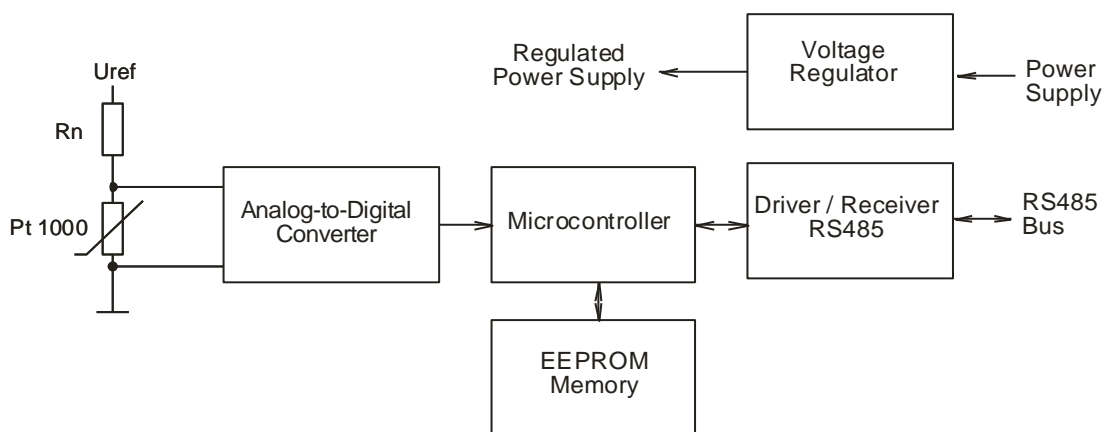 Regulated
Power Supply
Voltage
Regulator
Power
Supply
Uref
Rn
Pt 1000
Analog-to-Digital
Converter
Microcontroller
Driver / Receiver
RS485
RS485
Bus
EEPROM
Memory